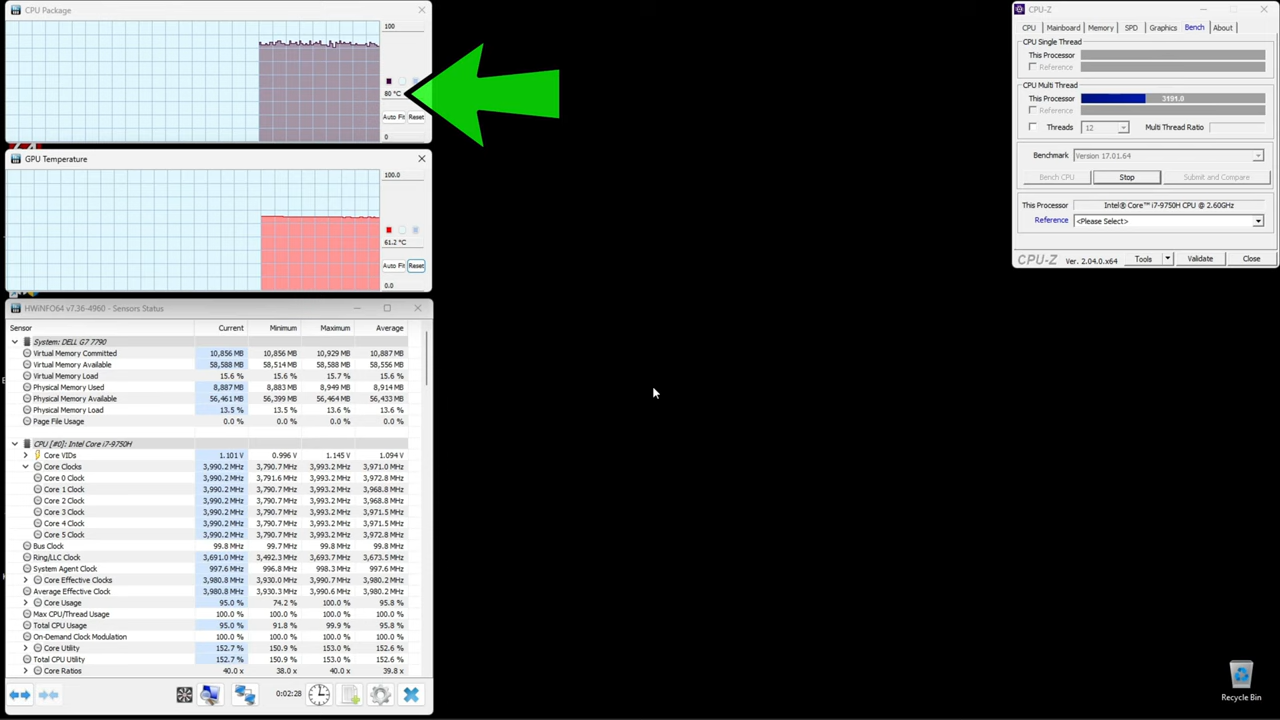 CPU Package
100
80 °C
Auto Fit Reset
0
GPU Temperature
100.0
61.2 °C
Auto Fit Reset
0.0
HWiNFO64 v7.36-4960 - Sensors Status
Sensor Current Minimum Maximum Average
System: DELL G7 7790
Virtual Memory Committed 10,856 MB 10,856 MB 10,929 MB 10,887 MB
Virtual Memory Available 58,588 MB 58,514 MB 58,588 MB 58,556 MB
Virtual Memory Load 15.6 % 15.6 % 15.7 % 15.6 %
Physical Memory Used 8,887 MB 8,883 MB 8,949 MB 8,914 MB
Physical Memory Available 56,461 MB 56,399 MB 56,464 MB 56,433 MB
Physical Memory Load 13.5 % 13.5 % 13.6 % 13.6 %
Page File Usage 0.0 % 0.0 % 0.0 % 0.0 %
CPU [#0]: Intel Core i7-9750H
Core VIDs 1.101 V 0.996 V 1.145 V 1.094 V
Core Clocks 3,990.2 MHz 3,790.7 MHz 3,993.2 MHz 3,971.0 MHz
Core 0 Clock 3,990.2 MHz 3,791.6 MHz 3,993.2 MHz 3,972.8 MHz
Core 1 Clock 3,990.2 MHz 3,790.7 MHz 3,993.2 MHz 3,968.8 MHz
Core 2 Clock 3,990.2 MHz 3,790.7 MHz 3,993.2 MHz 3,968.8 MHz
Core 3 Clock 3,990.2 MHz 3,790.7 MHz 3,993.2 MHz 3,971.5 MHz
Core 4 Clock 3,990.2 MHz 3,790.7 MHz 3,993.2 MHz 3,971.5 MHz
Core 5 Clock 3,990.2 MHz 3,790.7 MHz 3,993.2 MHz 3,972.8 MHz
Bus Clock 99.8 MHz 99.7 MHz 99.8 MHz 99.8 MHz
Ring/LLC Clock 3,691.0 MHz 3,492.3 MHz 3,693.7 MHz 3,673.5 MHz
System Agent Clock 997.6 MHz 996.8 MHz 998.3 MHz 997.6 MHz
Core Effective Clocks 3,980.8 MHz 3,930.0 MHz 3,990.7 MHz 3,980.2 MHz
Average Effective Clock 3,980.8 MHz 3,930.3 MHz 3,990.6 MHz 3,980.2 MHz
Core Usage 95.0 % 74.2 % 100.0 % 95.8 %
Max CPU/Thread Usage 100.0 % 100.0 % 100.0 % 100.0 %
Total CPU Usage 95.0 % 91.8 % 99.9 % 95.8 %
On-Demand Clock Modulation 100.0 % 100.0 % 100.0 % 100.0 %
Core Utility 152.7 % 150.9 % 153.0 % 152.6 %
Total CPU Utility 152.7 % 150.9 % 153.0 % 152.6 %
Core Ratios 40.0 x 38.0 x 40.0 x 39.8 x
0:02:28
CPU-Z
CPU Mainboard Memory SPD Graphics Bench About
CPU Single Thread
This Processor
Reference
CPU Multi Thread
This Processor 3191.0
Reference
Threads 12 Multi Thread Ratio
Benchmark Version 17.01.64
Bench CPU Stop Submit and Compare
This Processor Intel® Core™ i7-9750H CPU @ 2.60GHz
Reference <Please Select>
CPU-Z Ver. 2.04.0.x64 Tools Validate Close
Recycle Bin